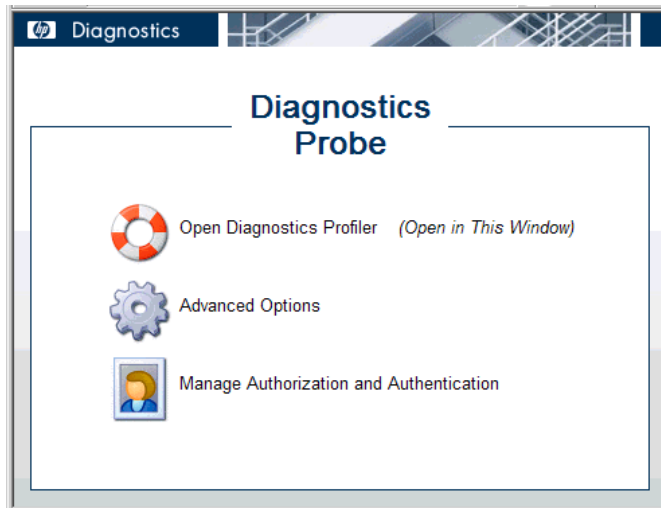 hp Diagnostics
Diagnostics
Probe
Open Diagnostics Profiler (Open in This Window)
Advanced Options
Manage Authorization and Authentication